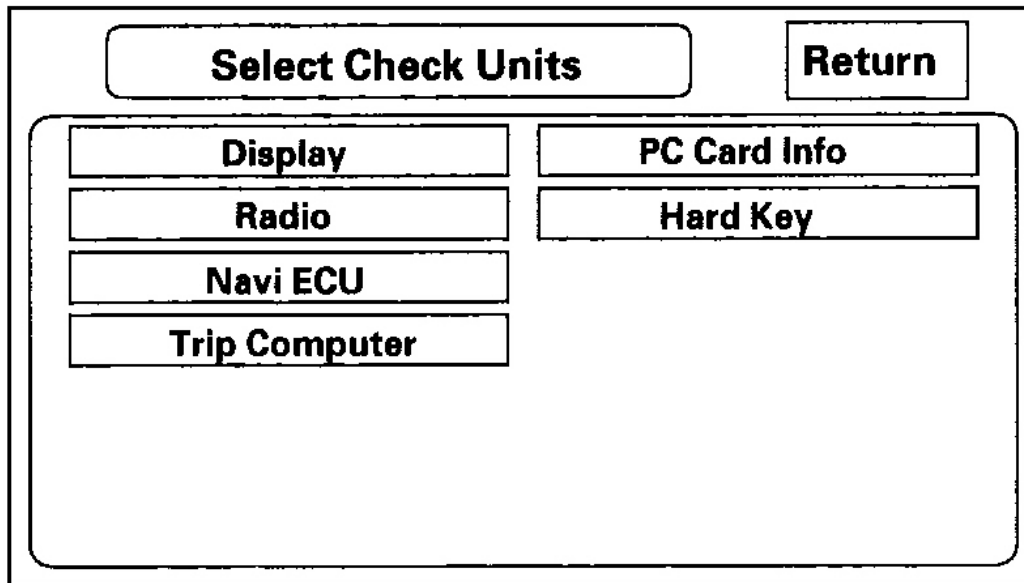 Select Check Units
Return
Display
PC Card Info
Radio
Hard Key
Navi ECU
Trip Computer